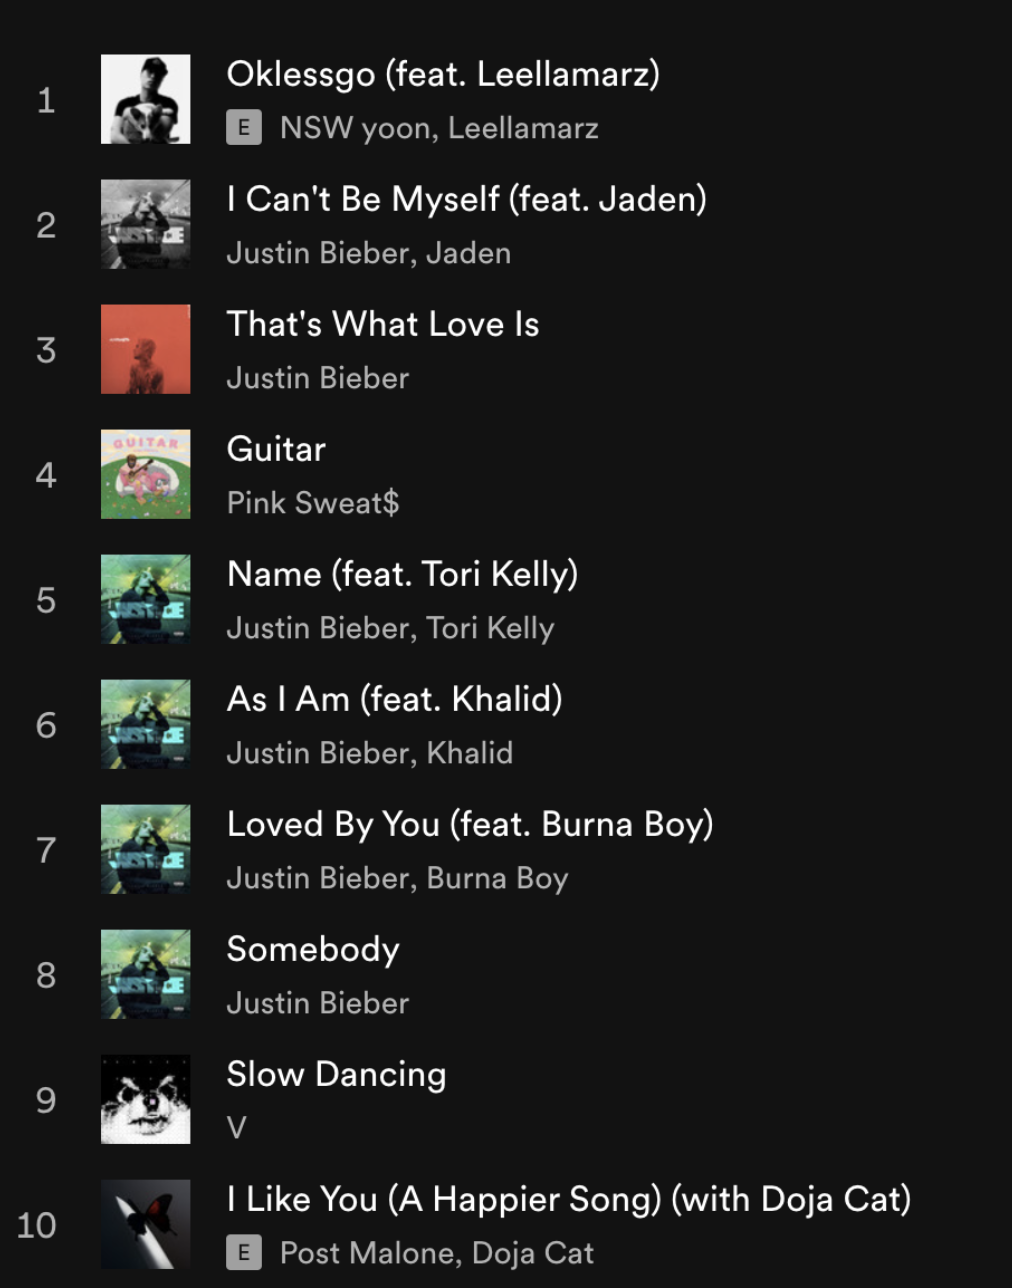 1
Oklessgo (feat. Leellamarz)
E NSW yoon, Leellamarz
2
I Can't Be Myself (feat. Jaden)
Justin Bieber, Jaden
3
That's What Love Is
Justin Bieber
4
GUITAR
Guitar
Pink Sweat$
5
Name (feat. Tori Kelly)
Justin Bieber, Tori Kelly
6
As I Am (feat. Khalid)
Justin Bieber, Khalid
7
Loved By You (feat. Burna Boy)
Justin Bieber, Burna Boy
8
Somebody
Justin Bieber
9
Slow Dancing
V
10
I Like You (A Happier Song) (with Doja Cat)
E Post Malone, Doja Cat